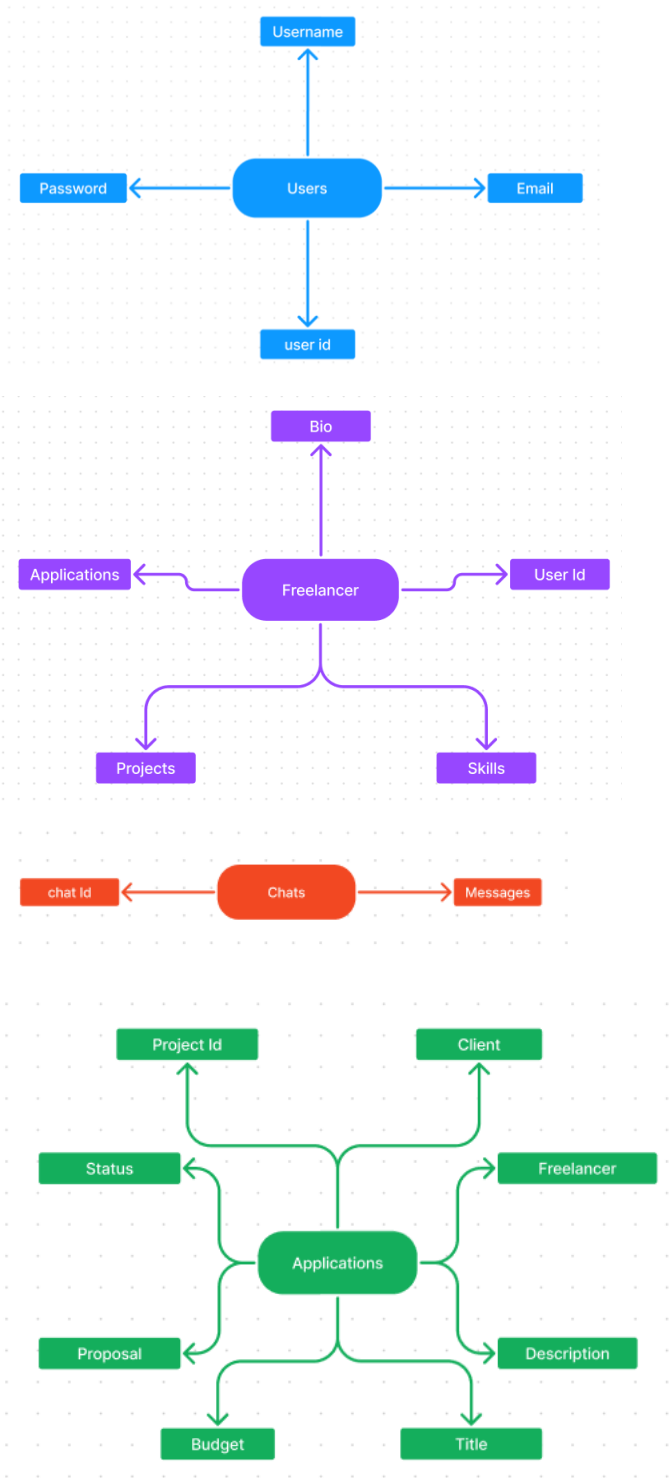 Username
Password
Users
Email
user id
Bio
Applications
Freelancer
User Id
Projects
Skills
chat Id
Chats
Messages
Project Id
Client
Status
Freelancer
Applications
Proposal
Description
Budget
Title